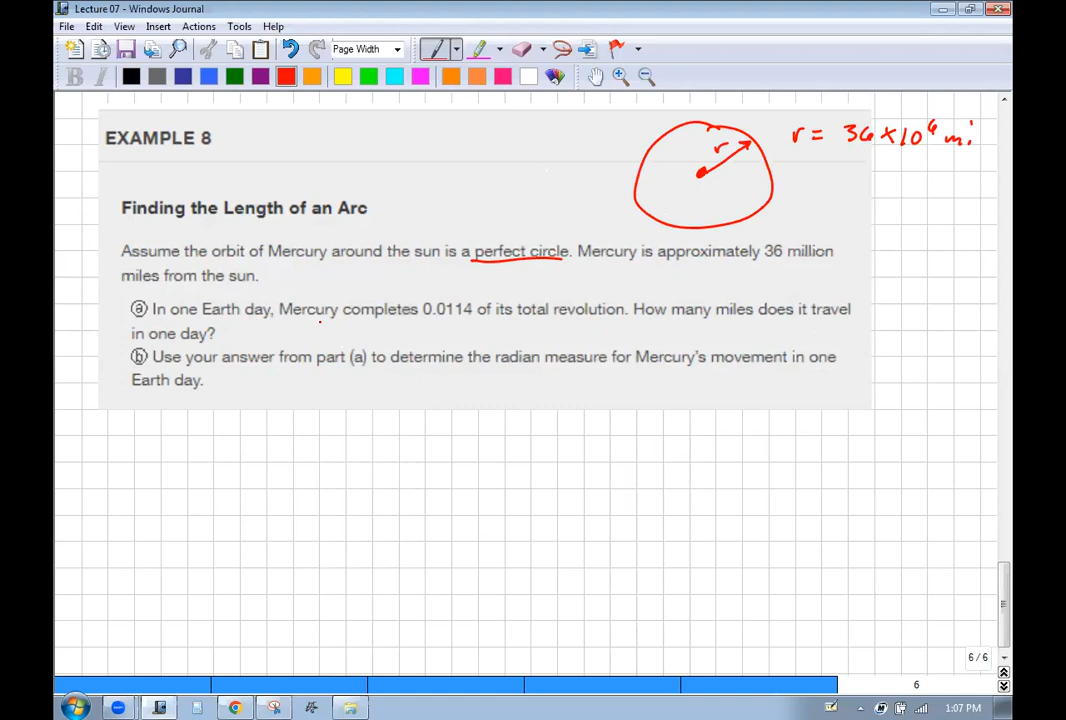 Lecture 07 - Windows Journal
File Edit View Insert Actions Tools Help
Page Width
B I
EXAMPLE 8
r
r = 36 × 10⁶ mi
Finding the Length of an Arc
Assume the orbit of Mercury around the sun is a perfect circle. Mercury is approximately 36 million
miles from the sun.
ⓐ In one Earth day, Mercury completes 0.0114 of its total revolution. How many miles does it travel
in one day?
ⓑ Use your answer from part (a) to determine the radian measure for Mercury's movement in one
Earth day.
6 / 6
6
1:07 PM